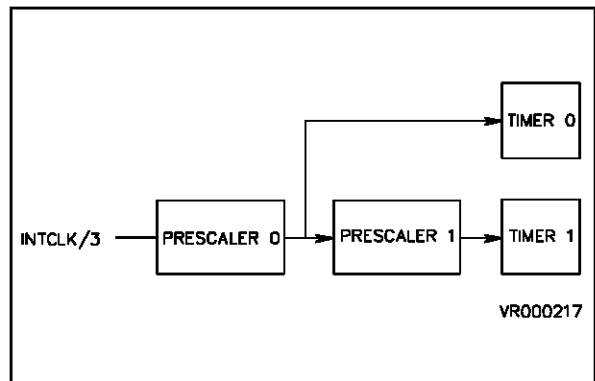 TIMER 0
INTCLK/3
PRESCALER 0
PRESCALER 1
TIMER 1
VR000217